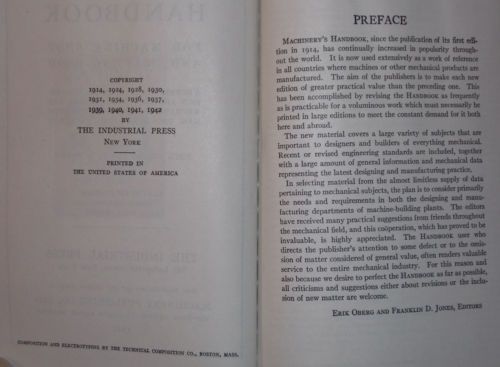 COPYRIGHT
1914, 1924, 1928, 1930,
1931, 1934, 1936, 1937,
1939, 1940, 1941, 1942
BY
THE INDUSTRIAL PRESS
NEW YORK
PRINTED IN
THE UNITED STATES OF AMERICA
COMPOSITION AND ELECTROTYPING BY THE TECHNICAL COMPOSITION CO., BOSTON, MASS.
PREFACE
MACHINERY'S HANDBOOK, since the publication of its first edi-
tion in 1914, has continually increased in popularity through-
out the world. It is now used extensively as a work of reference
in all countries where machines or other mechanical products are
manufactured. The aim of the publishers is to make each new
edition of greater practical value than the preceding one. This
has been accomplished by revising the HANDBOOK as frequently
as is practicable for a voluminous work which must necessarily be
printed in large editions to meet the constant demand for it both
here and abroad.
The new material covers a large variety of subjects that are
important to designers and builders of everything mechanical.
Recent or revised engineering standards are included, together
with a large amount of general information and mechanical data
representing the latest designing and manufacturing practice.
In selecting material from the almost limitless supply of data
pertaining to mechanical subjects, the plan is to consider primarily
the needs and requirements in both the designing and man-
ufacturing departments of machine-building plants. The editors
have received many practical suggestions from friends throughout
the mechanical field, and this coöperation, which has proved to be
invaluable, is highly appreciated. The HANDBOOK user who
directs the publisher's attention to some defect or to the omis-
sion of matter considered of general value, often renders valuable
service to the entire mechanical industry. For this reason and
also because we desire to perfect the HANDBOOK as far as possible,
all criticisms and suggestions either about revisions or the inclu-
sion of new matter are welcome.
ERIK OBERG AND FRANKLIN D. JONES, EDITORS